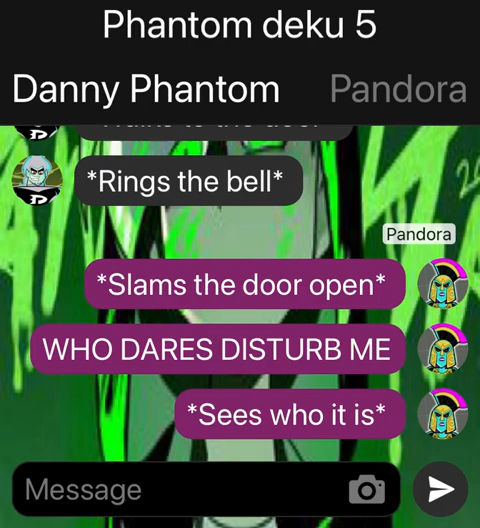 Phantom deku 5
Danny Phantom Pandora
*Rings the bell*
Pandora
*Slams the door open*
WHO DARES DISTURB ME
*Sees who it is*
Message